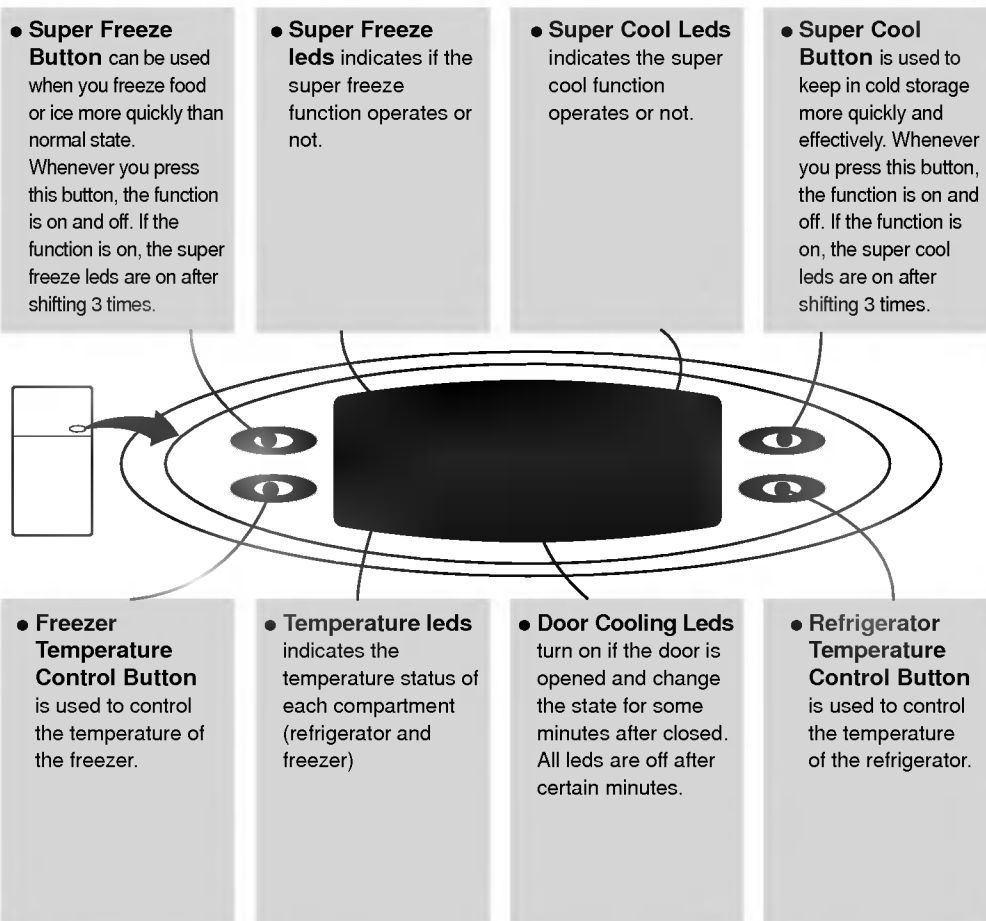 ● Super Freeze
Button can be used
when you freeze food
or ice more quickly than
normal state.
Whenever you press
this button, the function
is on and off. If the
function is on, the super
freeze leds are on after
shifting 3 times.
● Super Freeze
leds indicates if the
super freeze
function operates or
not.
● Super Cool Leds
indicates the super
cool function
operates or not.
● Super Cool
Button is used to
keep in cold storage
more quickly and
effectively. Whenever
you press this button,
the function is on and
off. If the function is
on, the super cool
leds are on after
shifting 3 times.
● Freezer
Temperature
Control Button
is used to control
the temperature of
the freezer.
● Temperature leds
indicates the
temperature status of
each compartment
(refrigerator and
freezer)
● Door Cooling Leds
turn on if the door is
opened and change
the state for some
minutes after closed.
All leds are off after
certain minutes.
● Refrigerator
Temperature
Control Button
is used to control
the temperature
of the refrigerator.